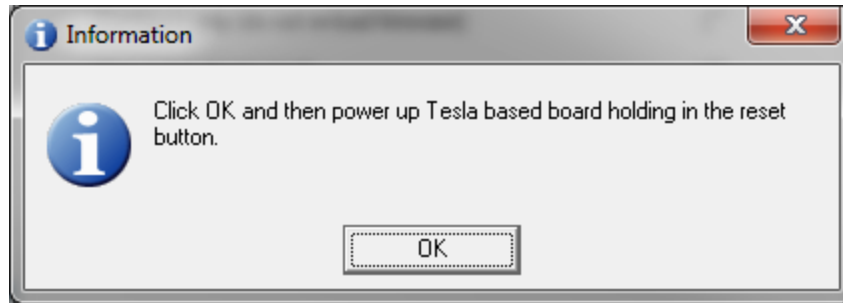 Information
Click OK and then power up Tesla based board holding in the reset
button.
OK